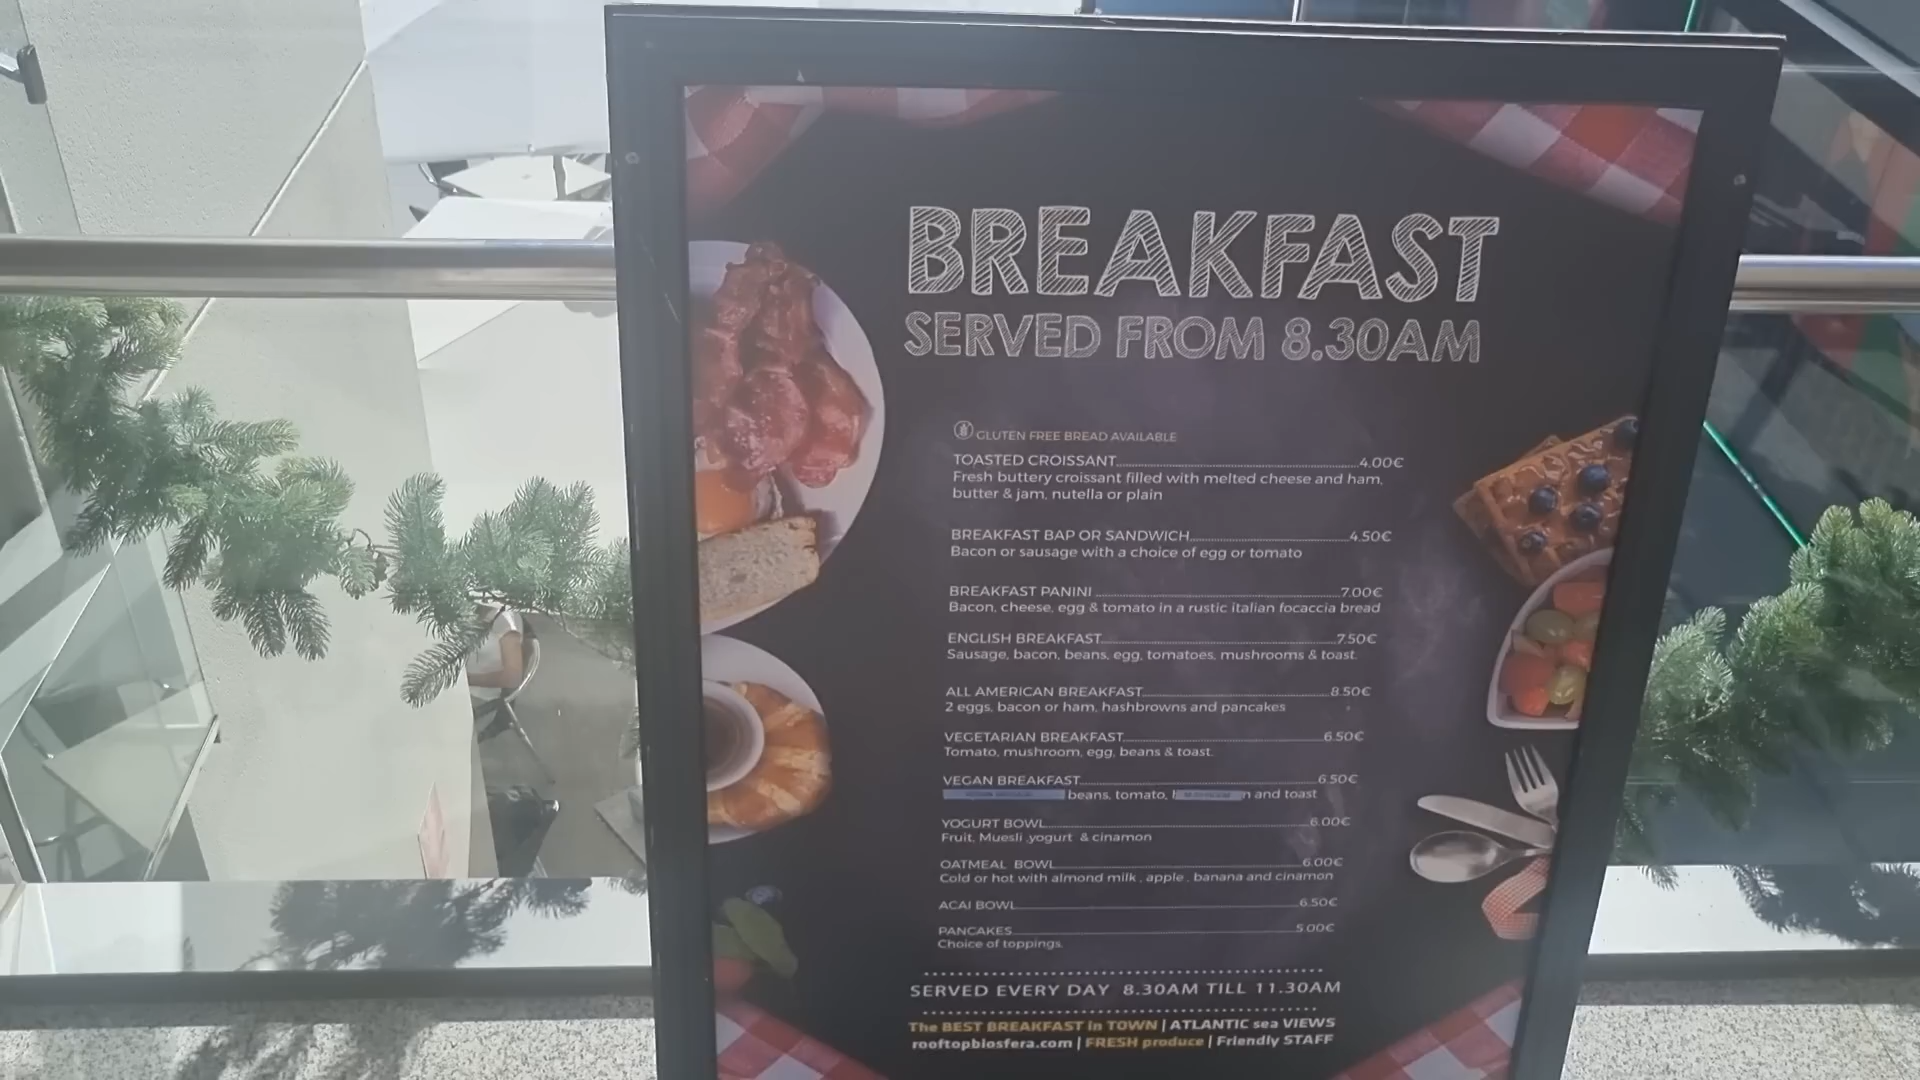 BREAKFAST
SERVED FROM 8.30AM
GLUTEN FREE BREAD AVAILABLE
TOASTED CROISSANT 4.00€
Fresh buttery croissant filled with melted cheese and ham,
butter & jam, nutella or plain
BREAKFAST BAP OR SANDWICH 4.50€
Bacon or sausage with a choice of egg or tomato
BREAKFAST PANINI 7.00€
Bacon, cheese, egg & tomato in a rustic italian focaccia bread
ENGLISH BREAKFAST 7.50€
Sausage, bacon, beans, egg, tomatoes, mushrooms & toast.
ALL AMERICAN BREAKFAST 8.50€
2 eggs, bacon or ham, hashbrowns and pancakes
VEGETARIAN BREAKFAST 6.50€
Tomato, mushroom, egg, beans & toast.
VEGAN BREAKFAST 6.50€
beans, tomato, and toast
YOGURT BOWL 6.00€
Fruit, Muesli ,yogurt & cinamon
OATMEAL BOWL 6.00€
Cold or hot with almond milk , apple , banana and cinamon
ACAI BOWL 6.50€
PANCAKES 5.00€
Choice of toppings.
SERVED EVERY DAY 8.30AM TILL 11.30AM
The BEST BREAKFAST in TOWN | ATLANTIC sea VIEWS
rooftopbiosfera.com | FRESH produce | Friendly STAFF